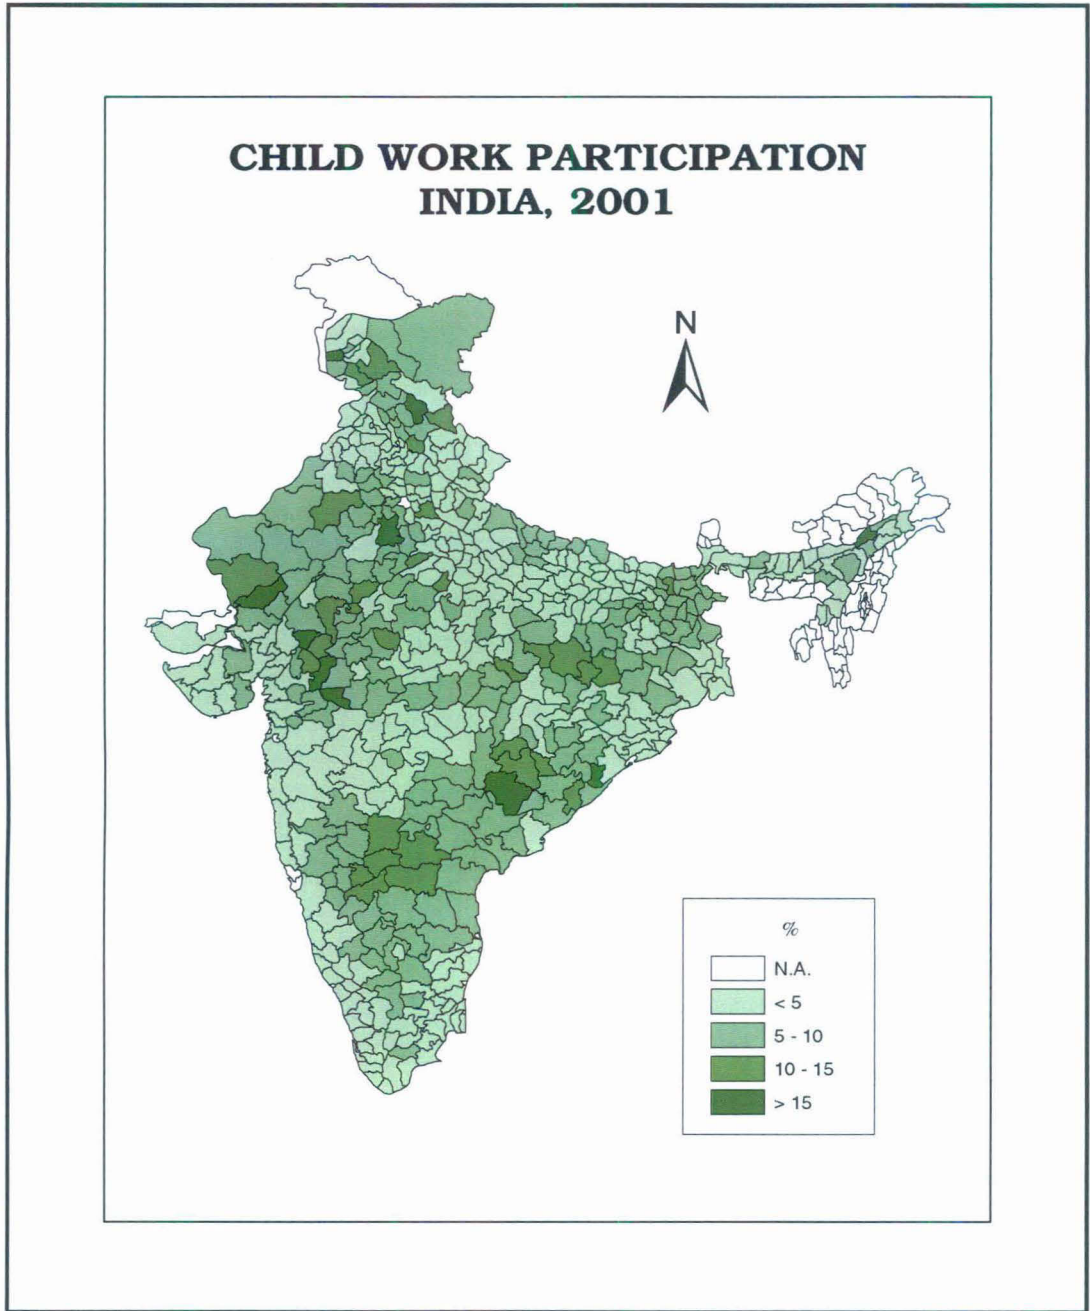 CHILD WORK PARTICIPATION
INDIA, 2001
N
%
N.A.
< 5
5 - 10
10 - 15
> 15